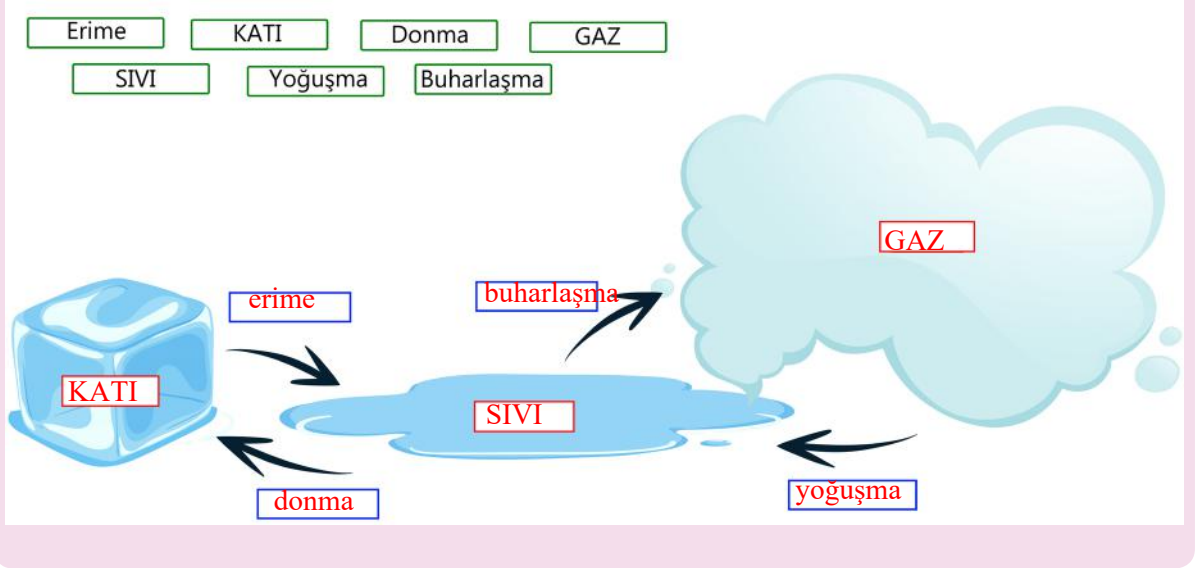 Erime KATI Donma GAZ
SIVI Yoğuşma Buharlaşma
GAZ
erime buharlaşma
KATI SIVI
donma yoğuşma